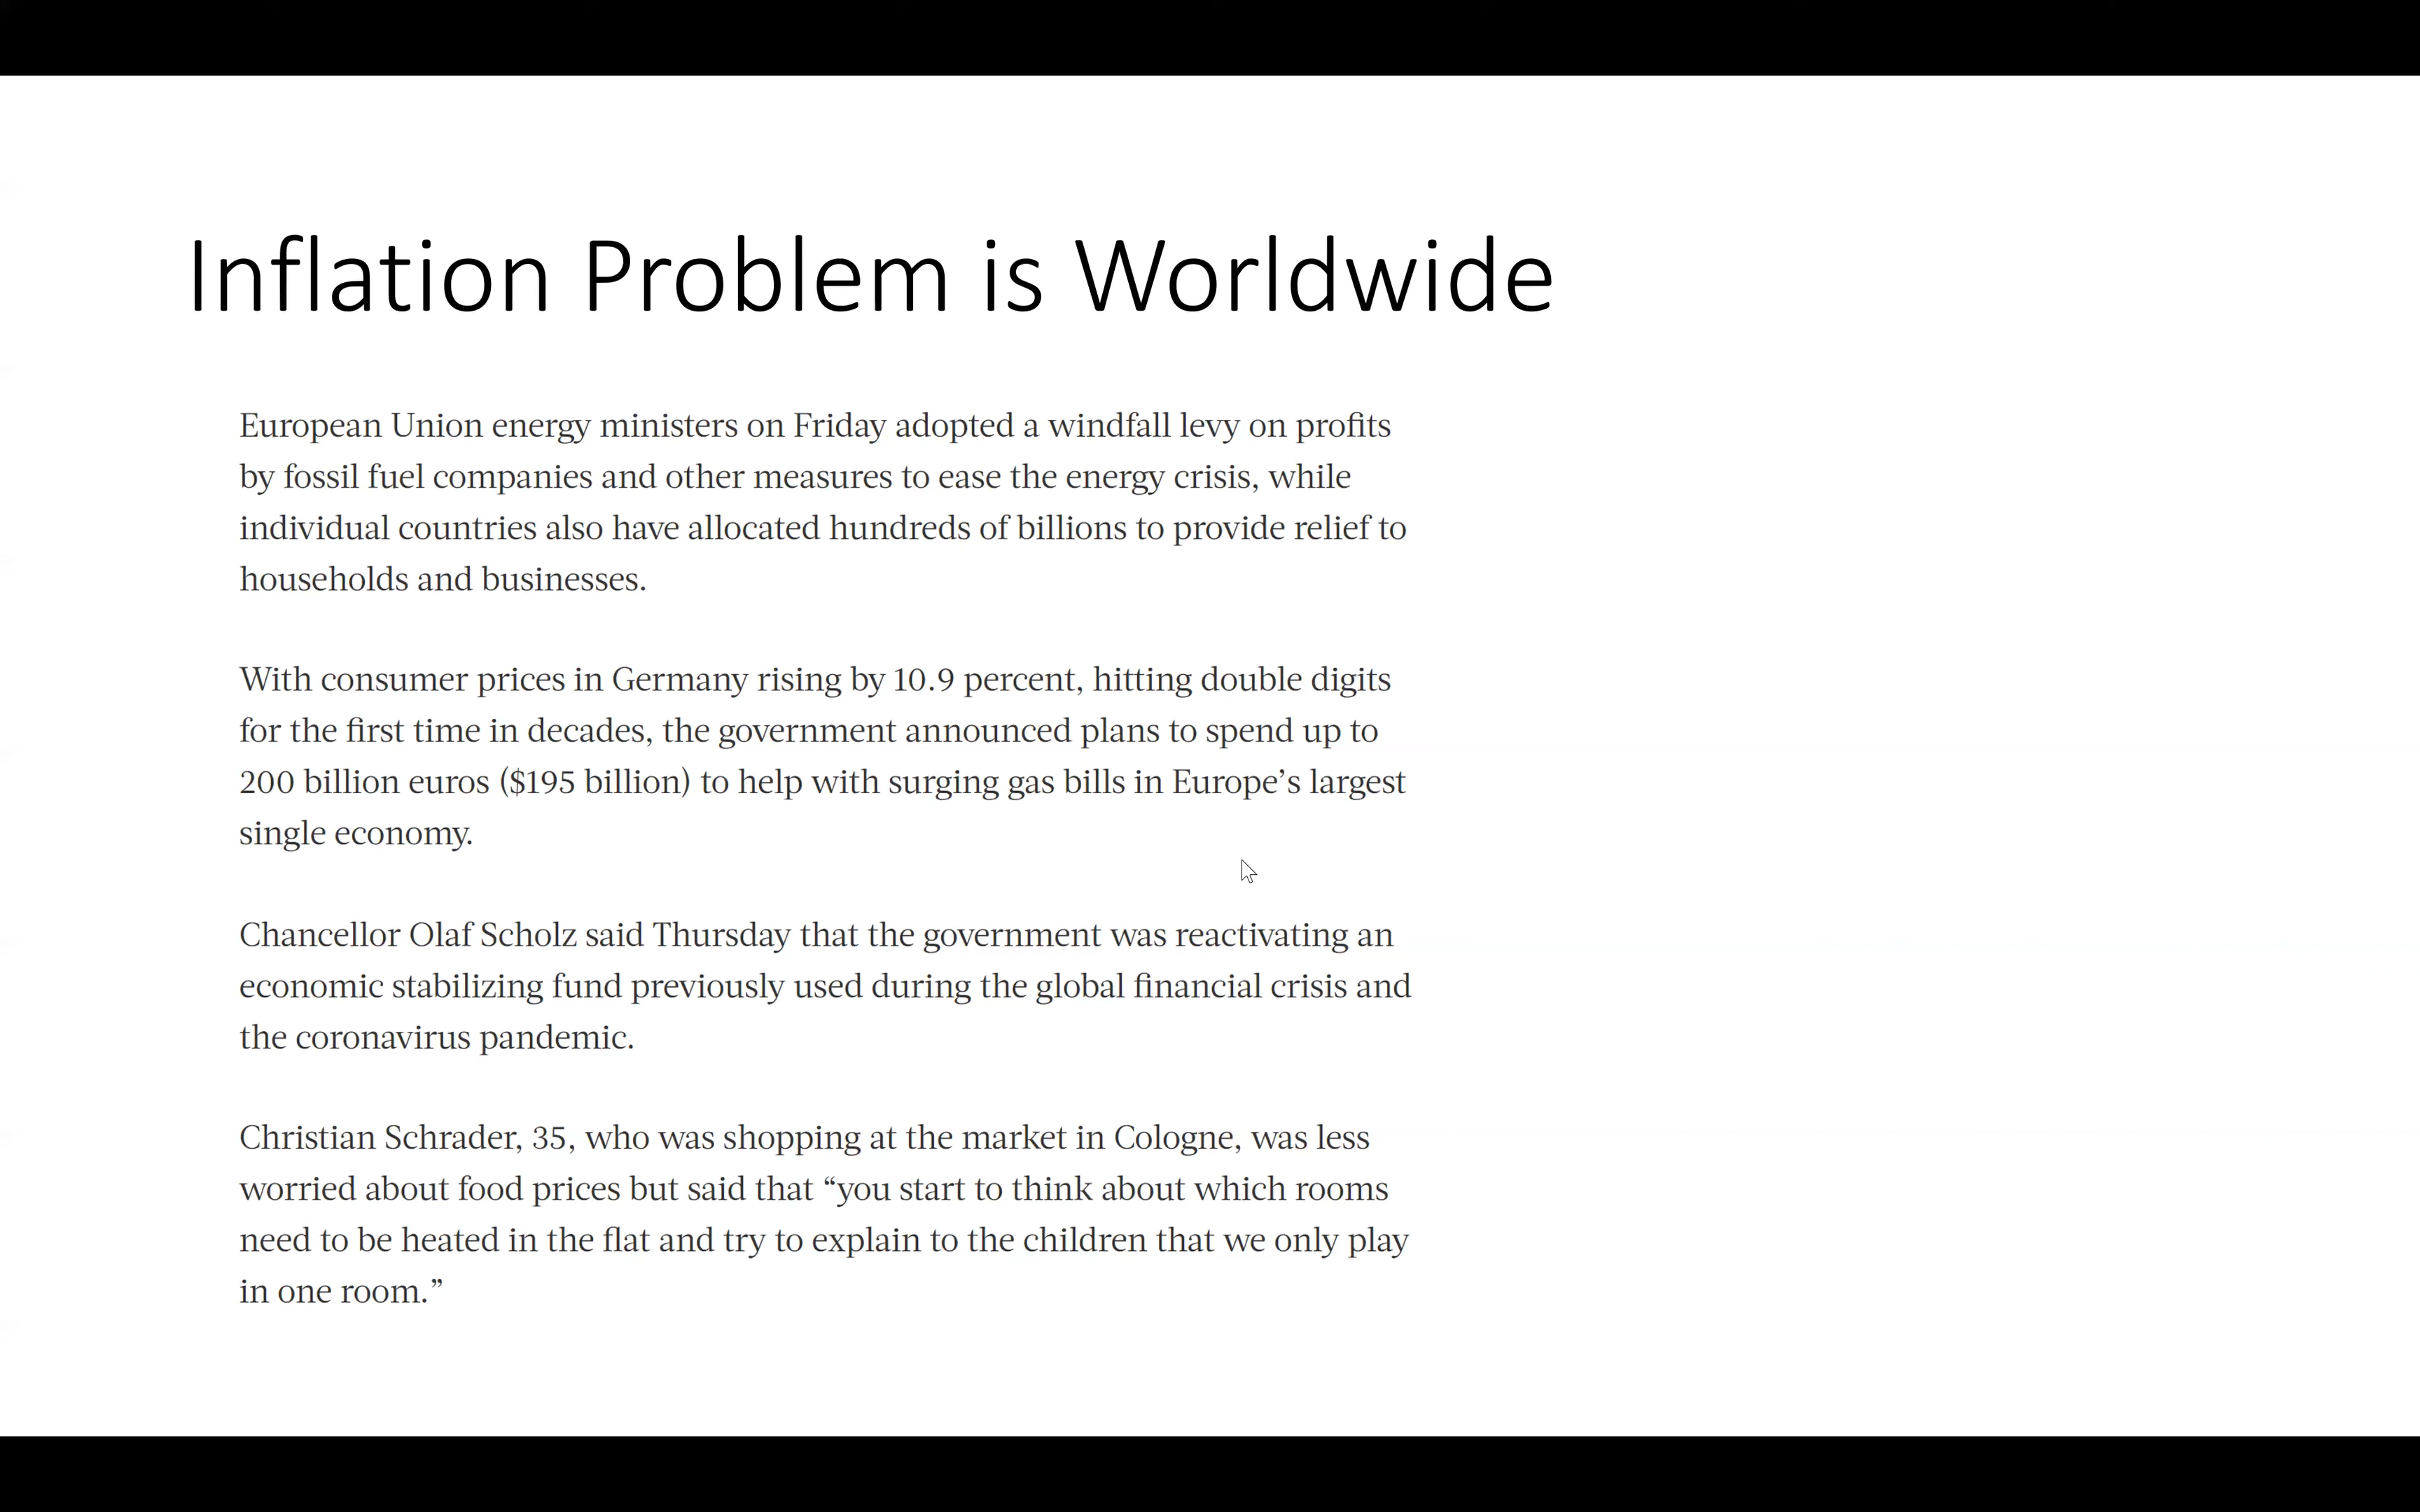 Inflation Problem is Worldwide
European Union energy ministers on Friday adopted a windfall levy on profits
by fossil fuel companies and other measures to ease the energy crisis, while
individual countries also have allocated hundreds of billions to provide relief to
households and businesses.
With consumer prices in Germany rising by 10.9 percent, hitting double digits
for the first time in decades, the government announced plans to spend up to
200 billion euros ($195 billion) to help with surging gas bills in Europe’s largest
single economy.
Chancellor Olaf Scholz said Thursday that the government was reactivating an
economic stabilizing fund previously used during the global financial crisis and
the coronavirus pandemic.
Christian Schrader, 35, who was shopping at the market in Cologne, was less
worried about food prices but said that “you start to think about which rooms
need to be heated in the flat and try to explain to the children that we only play
in one room.”